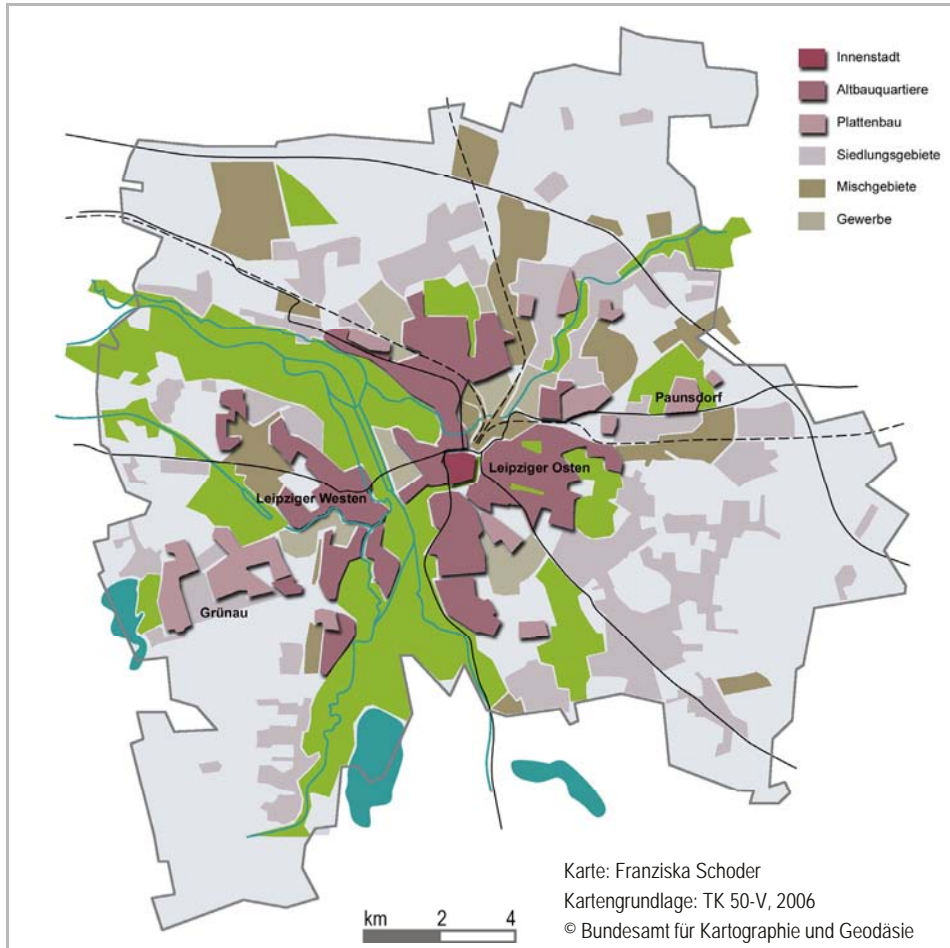 Innenstadt
Altbauquartiere
Plattenbau
Siedlungsgebiete
Mischgebiete
Gewerbe
Paunsdorf
Leipziger Osten
Leipziger Westen
Grünau
km 2 4
Karte: Franziska Schoder
Kartengrundlage: TK 50-V, 2006
© Bundesamt für Kartographie und Geodäsie